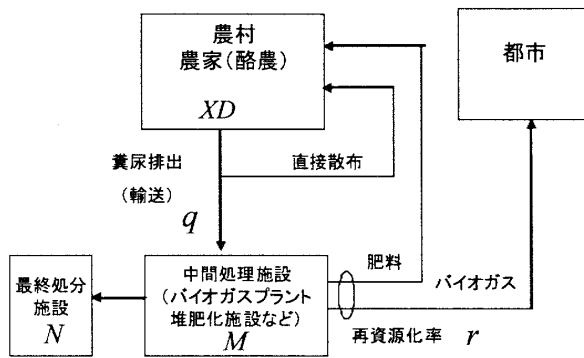 農村
農家(酪農)
XD
都市
糞尿排出
(輸送)
q
直接散布
最終処分
施設
N
中間処理施設
(バイオガスプラント
堆肥化施設など)
M
肥料
バイオガス
再資源化率 r